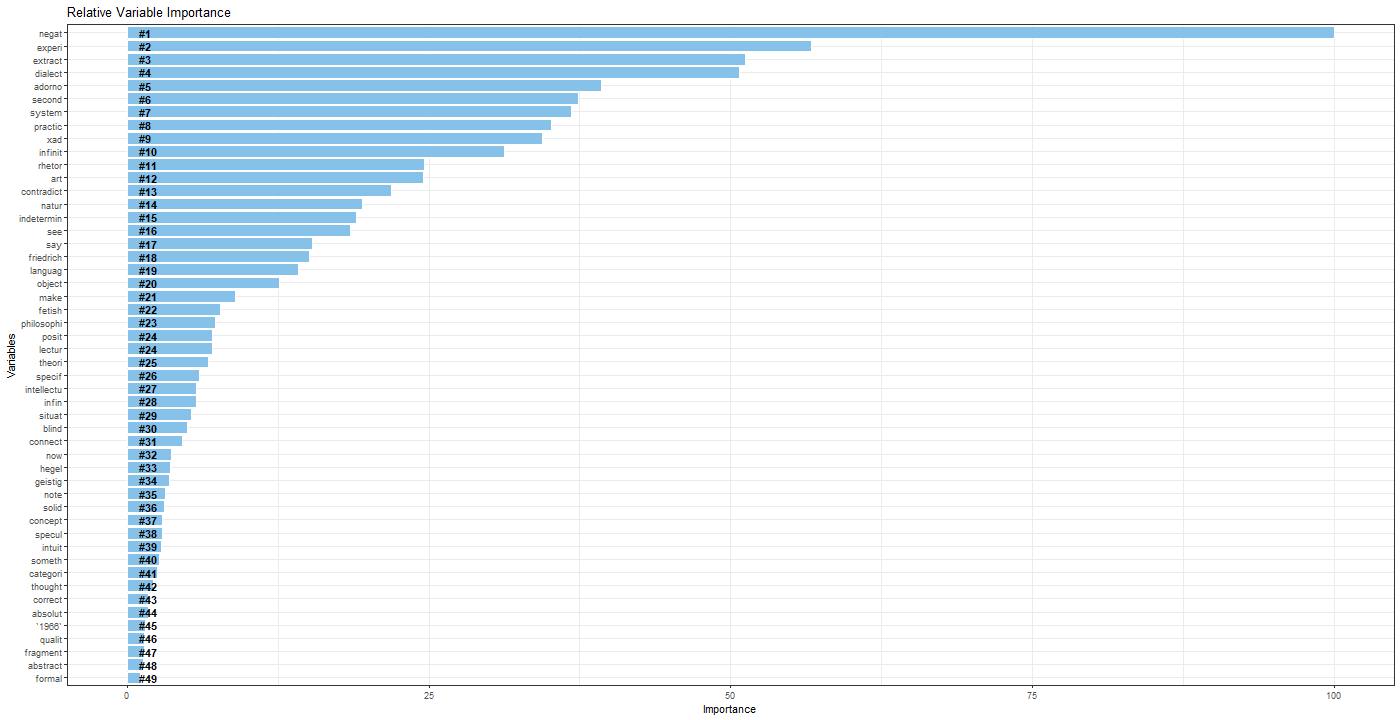 Relative Variable Importance
negat #1
experi #2
extract #3
dialect #4
adorno #5
second #6
system #7
practic #8
xad #9
infinit #10
rhetor #11
art #12
contradict #13
natur #14
indetermin #15
see #16
say #17
friedrich #18
languag #19
object #20
make #21
fetish #22
philosophi #23
posit #24
lectur #24
theori #25
specif #26
intellectu #27
infin #28
situat #29
blind #30
connect #31
now #32
hegel #33
geistig #34
note #35
solid #36
concept #37
specul #38
intuit #39
someth #40
categori #41
thought #42
correct #43
absolut #44
`1966` #45
qualit #46
fragment #47
abstract #48
formal #49
Variables
0 25 50 75 100
Importance